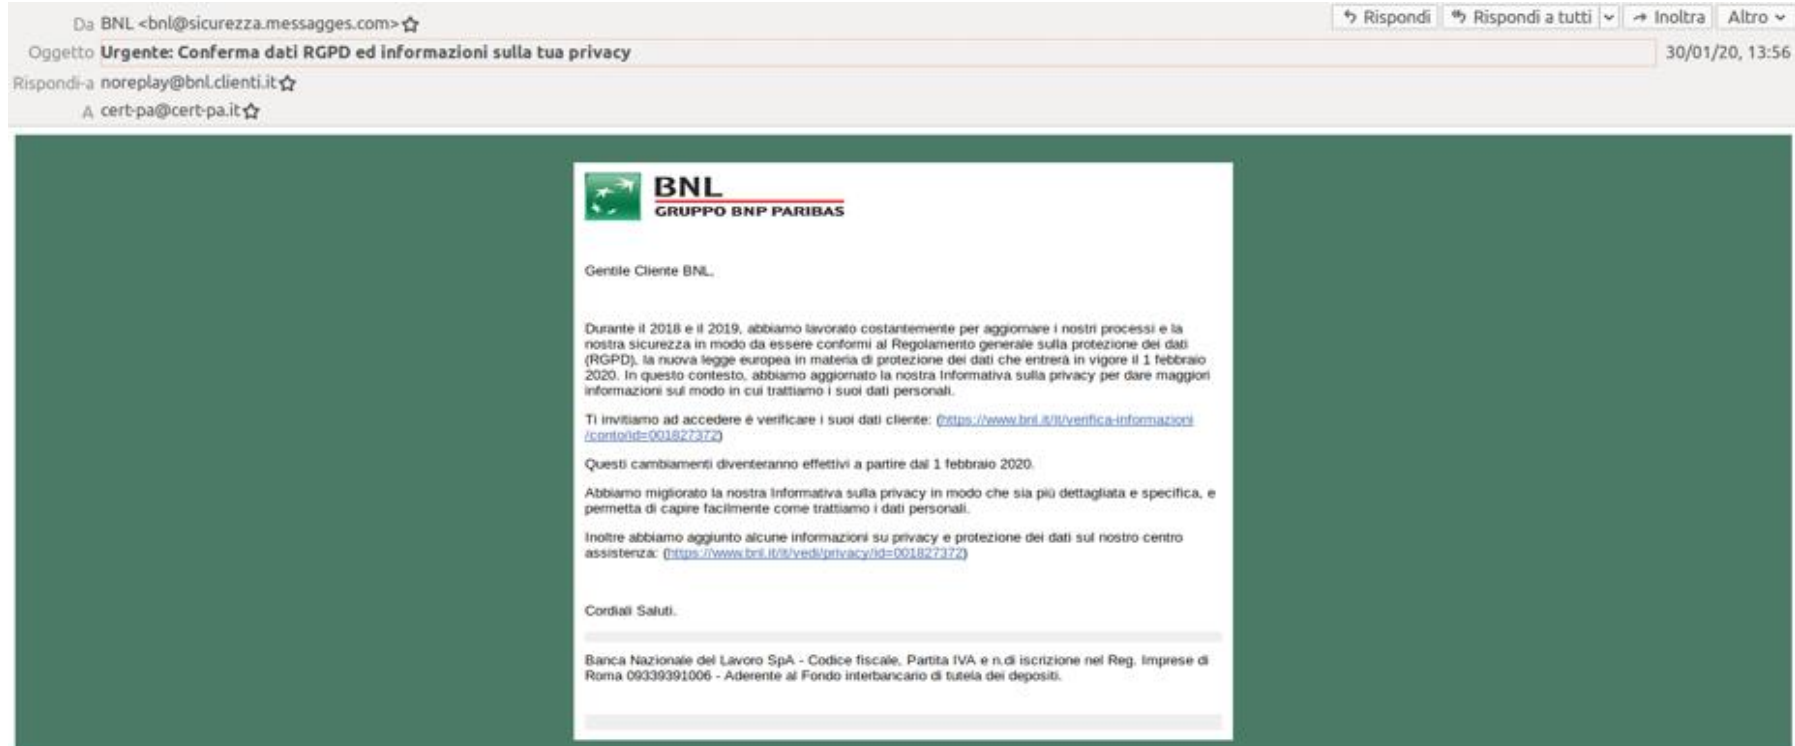 Da BNL <bnl@sicurezza.messagges.com>
Rispondi Rispondi a tutti Inoltra Altro
Oggetto Urgente: Conferma dati RGPD ed informazioni sulla tua privacy 30/01/20, 13:56
Rispondi-a noreplay@bnl.clienti.it
A cert-pa@cert-pa.it
BNL
GRUPPO BNP PARIBAS
Gentile Cliente BNL,
Durante il 2018 e il 2019, abbiamo lavorato costantemente per aggiornare i nostri processi e la
nostra sicurezza in modo da essere conformi al Regolamento generale sulla protezione dei dati
(RGPD), la nuova legge europea in materia di protezione dei dati che entrerà in vigore il 1 febbraio
2020. In questo contesto, abbiamo aggiornato la nostra Informativa sulla privacy per dare maggiori
informazioni sul modo in cui trattiamo i suoi dati personali.
Ti invitiamo ad accedere è verificare i suoi dati cliente: (https://www.bnl.it/it/verifica-informazioni
/conto/id=001827372)
Questi cambiamenti diventeranno effettivi a partire dal 1 febbraio 2020.
Abbiamo migliorato la nostra Informativa sulla privacy in modo che sia più dettagliata e specifica, e
permetta di capire facilmente come trattiamo i dati personali.
Inoltre abbiamo aggiunto alcune informazioni su privacy e protezione dei dati sul nostro centro
assistenza: (https://www.bnl.it/it/vedi/privacy/id=001827372)
Cordiali Saluti.
Banca Nazionale del Lavoro SpA - Codice fiscale, Partita IVA e n.di iscrizione nel Reg. Imprese di
Roma 09339391006 - Aderente al Fondo interbancario di tutela dei depositi.